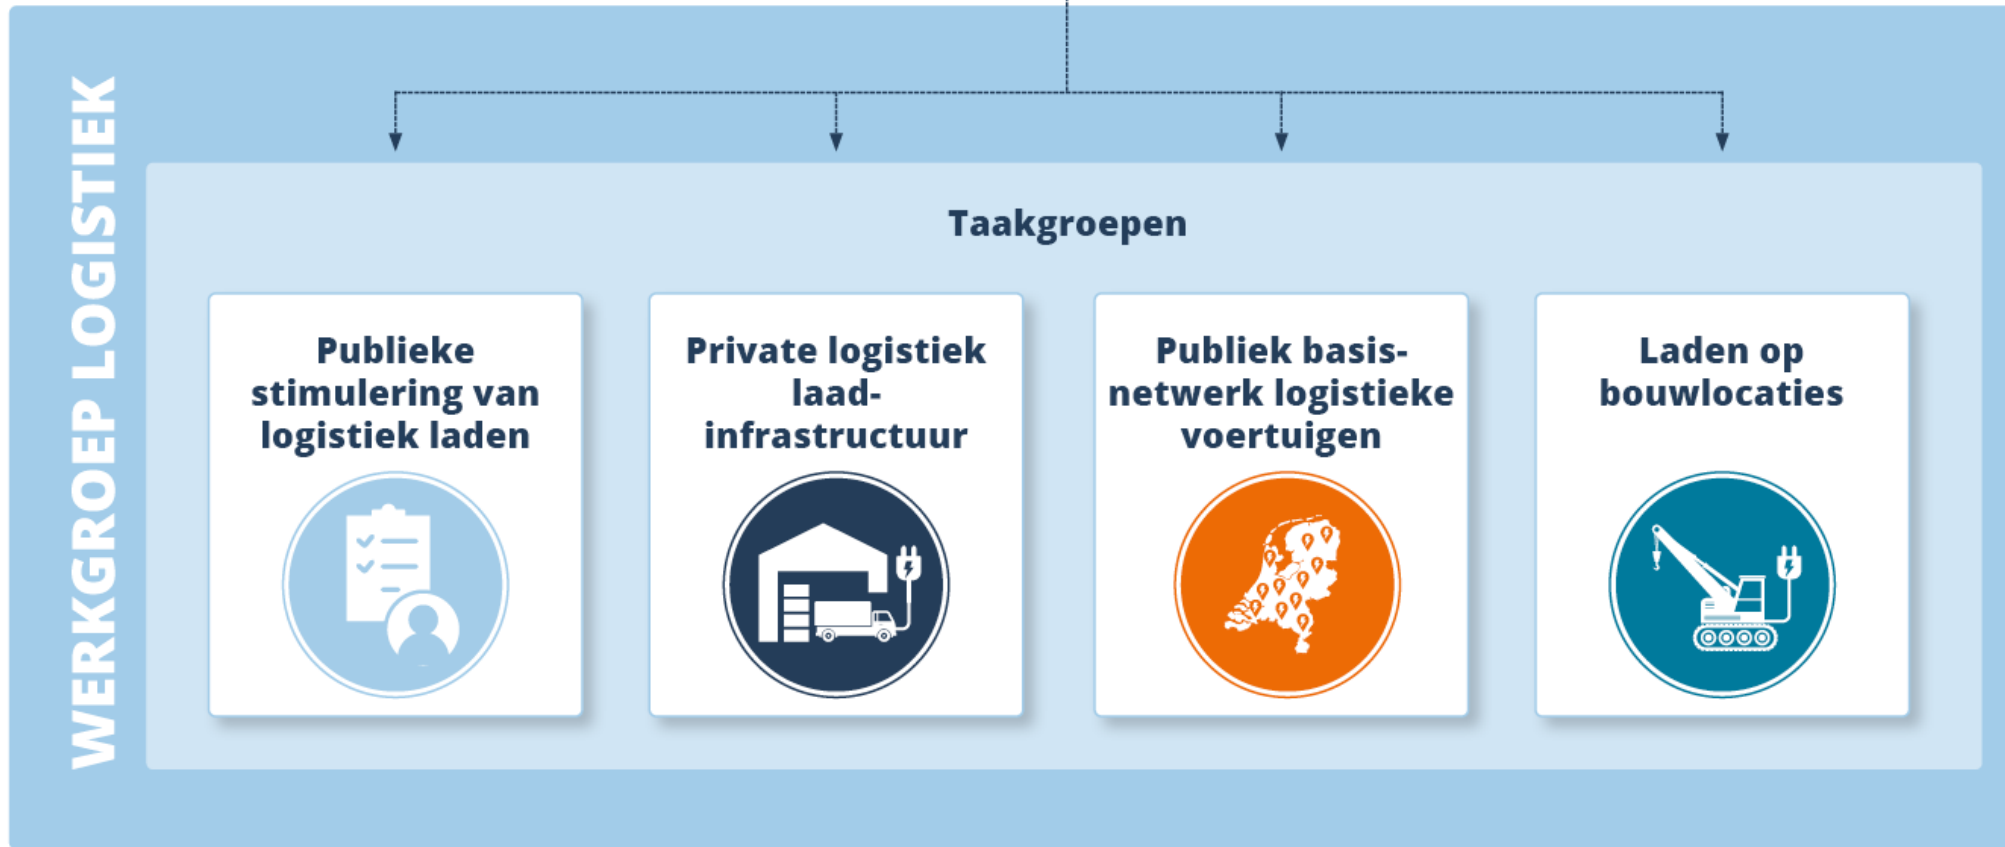 WERKGROEP LOGISTIEK
Taakgroepen
Publieke
stimulering van
logistiek laden
Private logistiek
laad-
infrastructuur
Publiek basis-
netwerk logistieke
voertuigen
Laden op
bouwlocaties